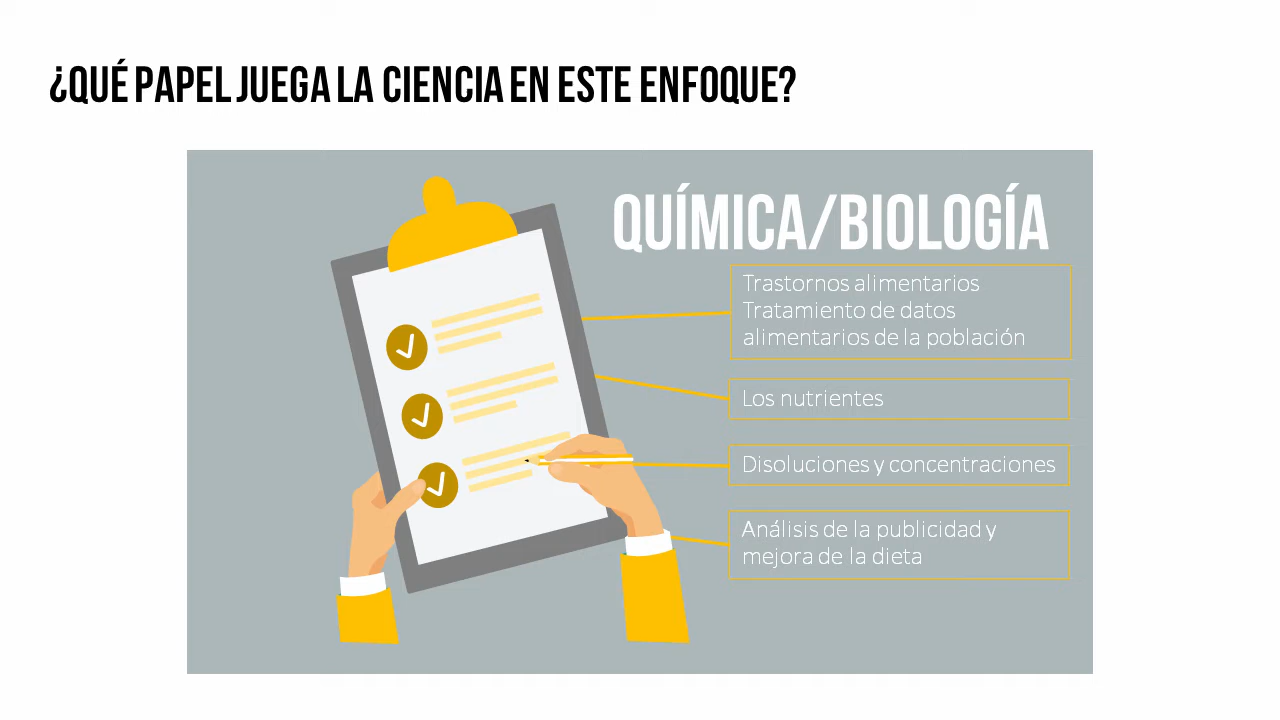 ¿QUÉ PAPEL JUEGA LA CIENCIA EN ESTE ENFOQUE?
QUÍMICA/BIOLOGÍA
Trastornos alimentarios
Tratamiento de datos
alimentarios de la población
Los nutrientes
Disoluciones y concentraciones
Análisis de la publicidad y
mejora de la dieta